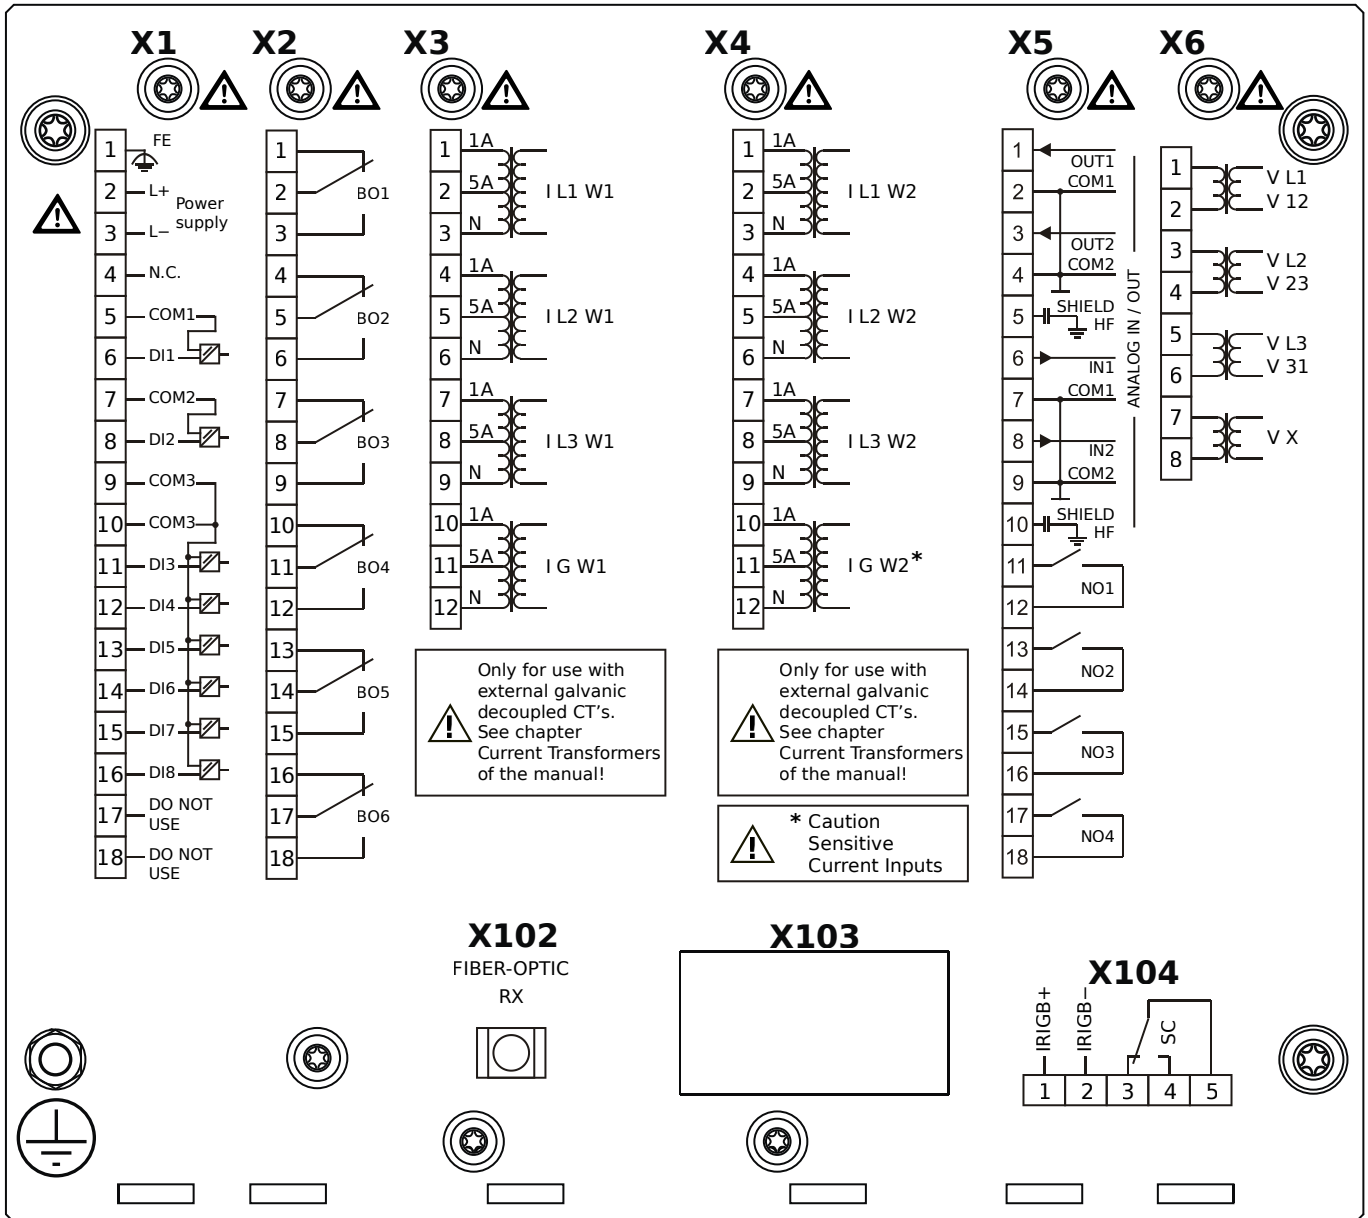 X1
X2
X3
X4
X5
X6
1
FE
2
L+
Power
supply
3
L−
4
N.C.
5
COM1
6
DI1
7
COM2
8
DI2
9
COM3
10
COM3
11
DI3
12
DI4
13
DI5
14
DI6
15
DI7
16
DI8
17
DO NOT
USE
18
DO NOT
USE
1
2
BO1
3
4
5
BO2
6
7
8
BO3
9
10
11
BO4
12
13
14
BO5
15
16
17
BO6
18
1
1A
2
5A
I L1 W1
3
N
4
1A
5
5A
I L2 W1
6
N
7
1A
8
5A
I L3 W1
9
N
10
1A
11
5A
I G W1
12
N
Only for use with
external galvanic
decoupled CT's.
See chapter
Current Transformers
of the manual!
1
1A
2
5A
I L1 W2
3
N
4
1A
5
5A
I L2 W2
6
N
7
1A
8
5A
I L3 W2
9
N
10
1A
11
5A
I G W2*
12
N
Only for use with
external galvanic
decoupled CT's.
See chapter
Current Transformers
of the manual!
* Caution
Sensitive
Current Inputs
1
OUT1
2
COM1
3
OUT2
4
COM2
5
SHIELD
HF
6
IN1
7
COM1
8
IN2
9
COM2
10
SHIELD
HF
ANALOG IN / OUT
11
NO1
12
13
NO2
14
15
NO3
16
17
NO4
18
1
V L1
2
V 12
3
V L2
4
V 23
5
V L3
6
V 31
7
V X
8
X102
FIBER-OPTIC
RX
X103
X104
IRIGB+
IRIGB−
SC
1 2 3 4 5